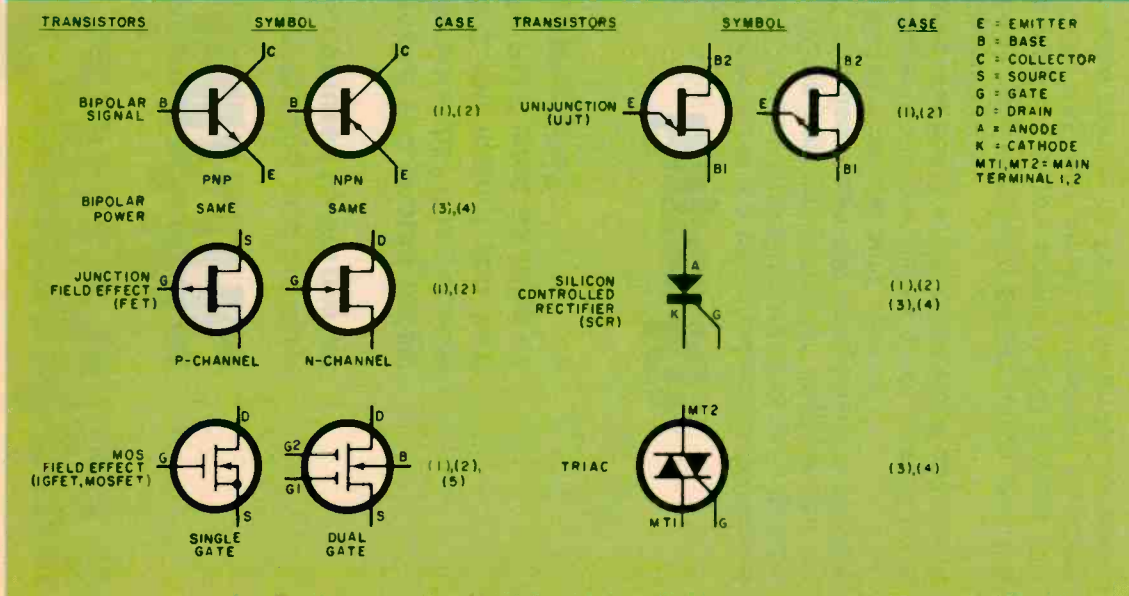 TRANSISTORS SYMBOL CASE TRANSISTORS SYMBOL CASE
E = EMITTER
B = BASE
C = COLLECTOR
S = SOURCE
G = GATE
D = DRAIN
A = ANODE
K = CATHODE
MT1, MT2 = MAIN
TERMINAL 1, 2
BIPOLAR
SIGNAL
B
C
E
PNP
B
C
E
NPN
(1),(2)
BIPOLAR
POWER
SAME
SAME
(3),(4)
JUNCTION
FIELD EFFECT
(FET)
G
S
P-CHANNEL
G
D
N-CHANNEL
(1),(2)
MOS
FIELD EFFECT
(IGFET, MOSFET)
G
D
S
SINGLE
GATE
G2
G1
D
B
S
DUAL
GATE
(1),(2),
(5)
UNIJUNCTION
(UJT)
E
B2
B1
E
B2
B1
(1),(2)
SILICON
CONTROLLED
RECTIFIER
(SCR)
A
K
G
(1),(2)
(3),(4)
TRIAC
MT2
MT1
G
(3),(4)